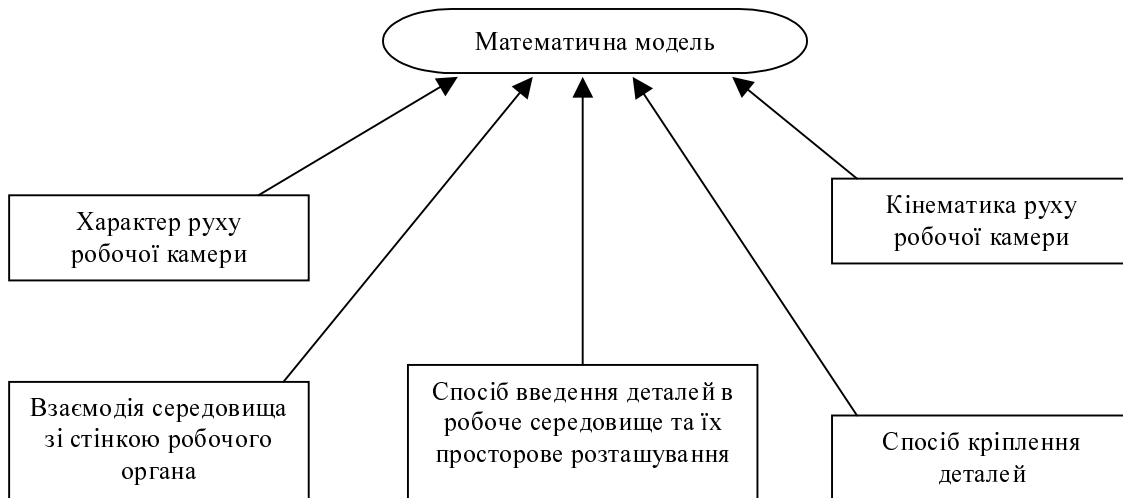 Математична модель
Характер руху
робочої камери
Кінематика руху
робочої камери
Взаємодія середовища
зі стінкою робочого
органа
Спосіб введення деталей в
робоче середовище та їх
просторове розташування
Спосіб кріплення
деталей